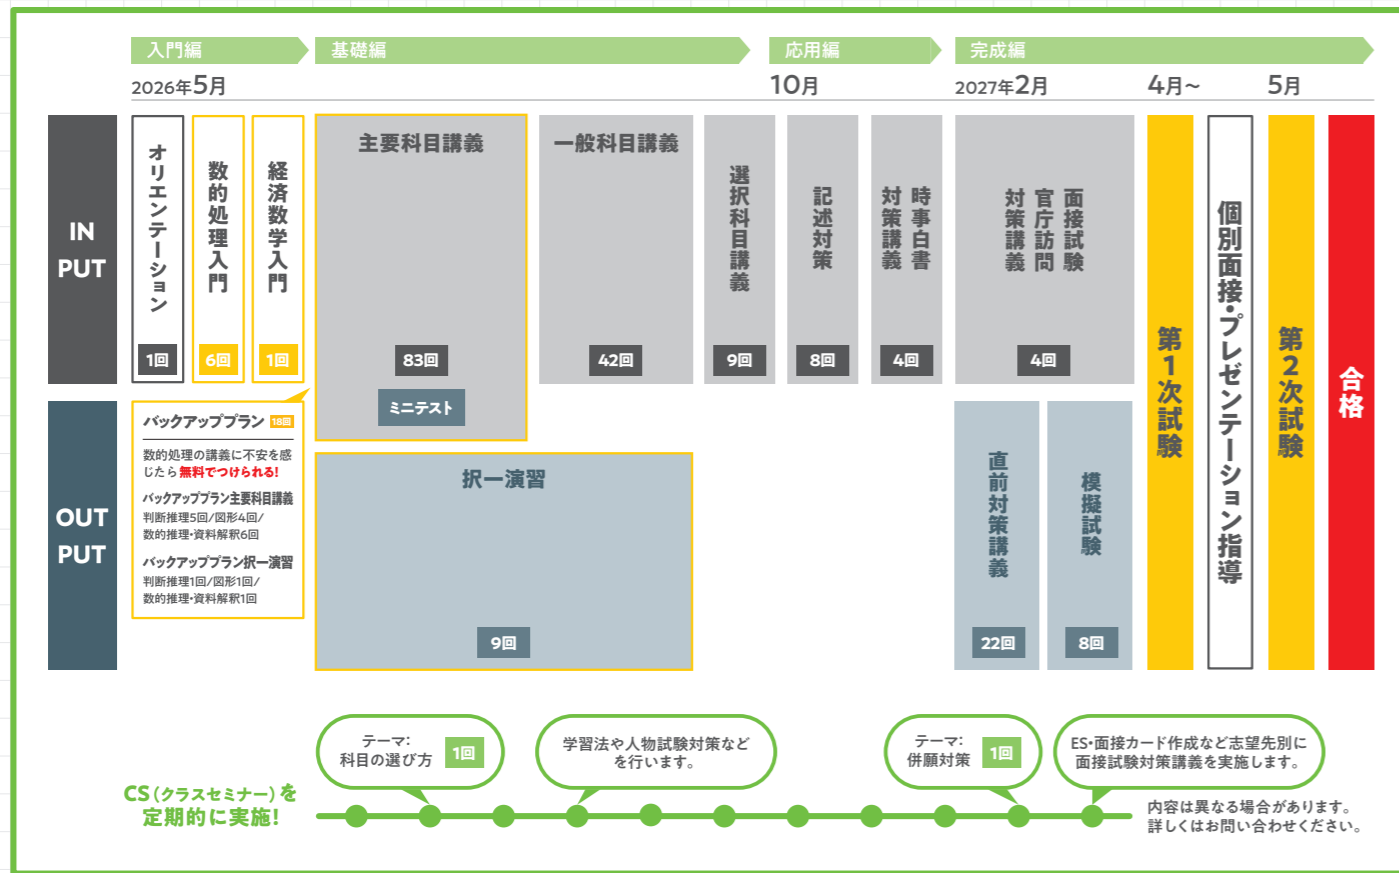 入門編
基礎編
応用編
完成編
2026年5月
10月
2027年2月
4月～
5月
IN
PUT
オリエンテーション
1回
数的処理入門
6回
経済数学入門
1回
主要科目講義
83回
ミニテスト
一般科目講義
42回
選択科目講義
9回
記述対策
8回
時事白書
対策講義
4回
面接試験
官庁訪問
対策講義
4回
第1次試験
個別面接・プレゼンテーション指導
第2次試験
合格
OUT
PUT
バックアッププラン 18回
数的処理の講義に不安を感
じたら無料でつけられる!
バックアッププラン主要科目講義
判断推理5回/図形4回/
数的推理・資料解釈6回
バックアッププラン択一演習
判断推理1回/図形1回/
数的推理・資料解釈1回
択一演習
9回
直前対策講義
22回
模擬試験
8回
テーマ:
科目の選び方
1回
学習法や人物試験対策など
を行います。
テーマ:
併願対策
1回
ES・面接カード作成など志望先別に
面接試験対策講義を実施します。
CS(クラスセミナー)を
定期的に実施!
内容は異なる場合があります。
詳しくはお問い合わせください。